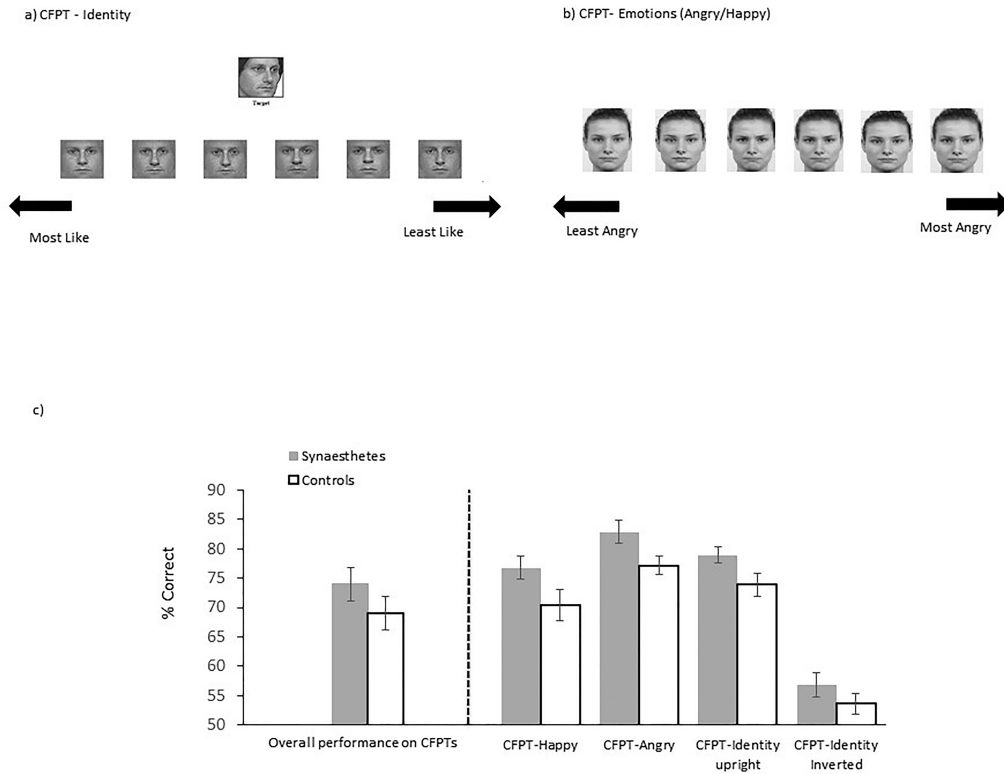 a) CFPT - Identity
b) CFPT- Emotions (Angry/Happy)
Target
Most Like
Least Like
Least Angry
Most Angry
c)
Synaesthetes
Controls
90
85
80
75
70
65
60
55
50
% Correct
Overall performance on CFPTs
CFPT-Happy
CFPT-Angry
CFPT-Identity
upright
CFPT-Identity
Inverted